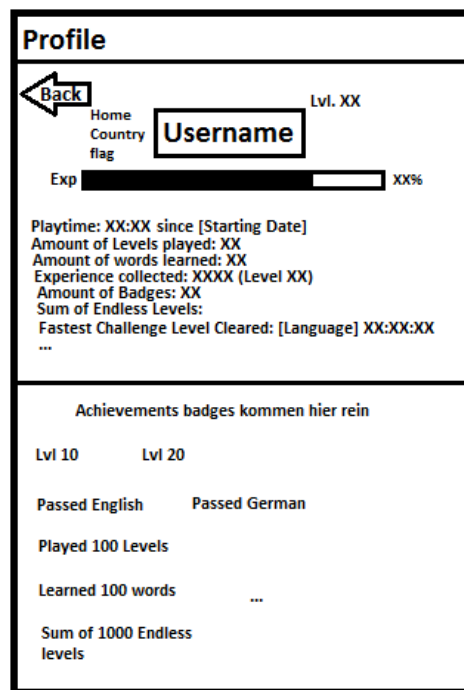 Profile
Back
Lvl. XX
Home
Country
flag
Username
Exp XX%
Playtime: XX:XX since [Starting Date]
Amount of Levels played: XX
Amount of words learned: XX
Experience collected: XXXX (Level XX)
Amount of Badges: XX
Sum of Endless Levels:
Fastest Challenge Level Cleared: [Language] XX:XX:XX
...
Achievements badges kommen hier rein
Lvl 10 Lvl 20
Passed English Passed German
Played 100 Levels
Learned 100 words ...
Sum of 1000 Endless
levels